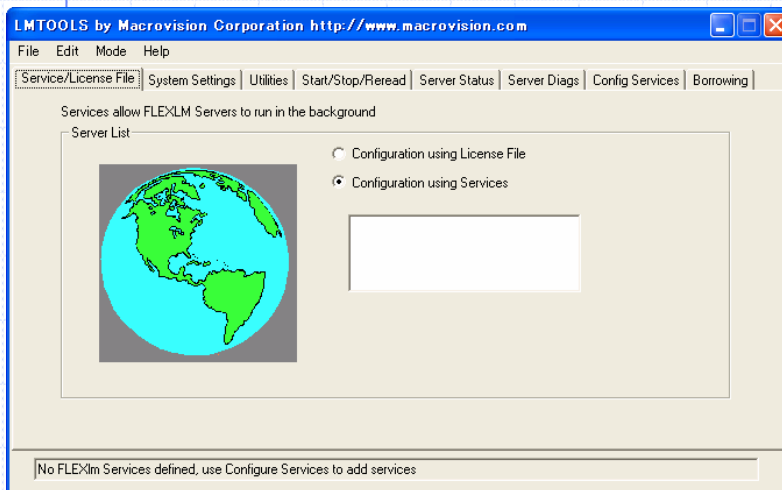 LMTOOLS by Macrovision Corporation http://www.macrovision.com
File Edit Mode Help
Service/License File System Settings Utilities Start/Stop/Reread Server Status Server Diags Config Services Borrowing
Services allow FLEXLM Servers to run in the background
Server List
Configuration using License File
Configuration using Services
No FLEXlm Services defined, use Configure Services to add services